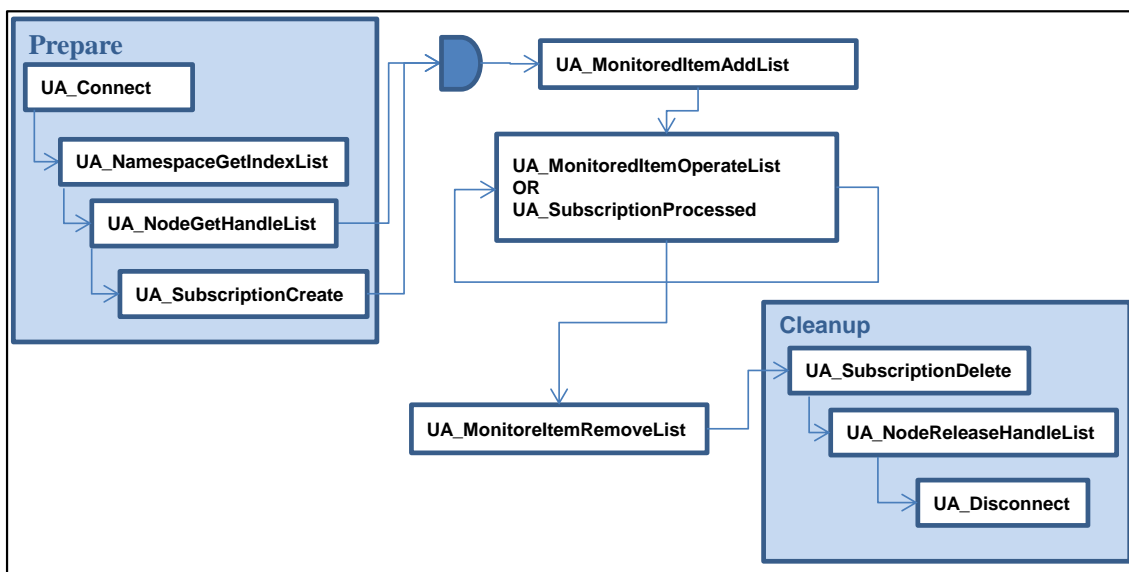 Prepare
UA_Connect
UA_NamespaceGetIndexList
UA_NodeGetHandleList
UA_SubscriptionCreate
UA_MonitoredItemAddList
UA_MonitoredItemOperateList
OR
UA_SubscriptionProcessed
UA_MonitoreItemRemoveList
Cleanup
UA_SubscriptionDelete
UA_NodeReleaseHandleList
UA_Disconnect